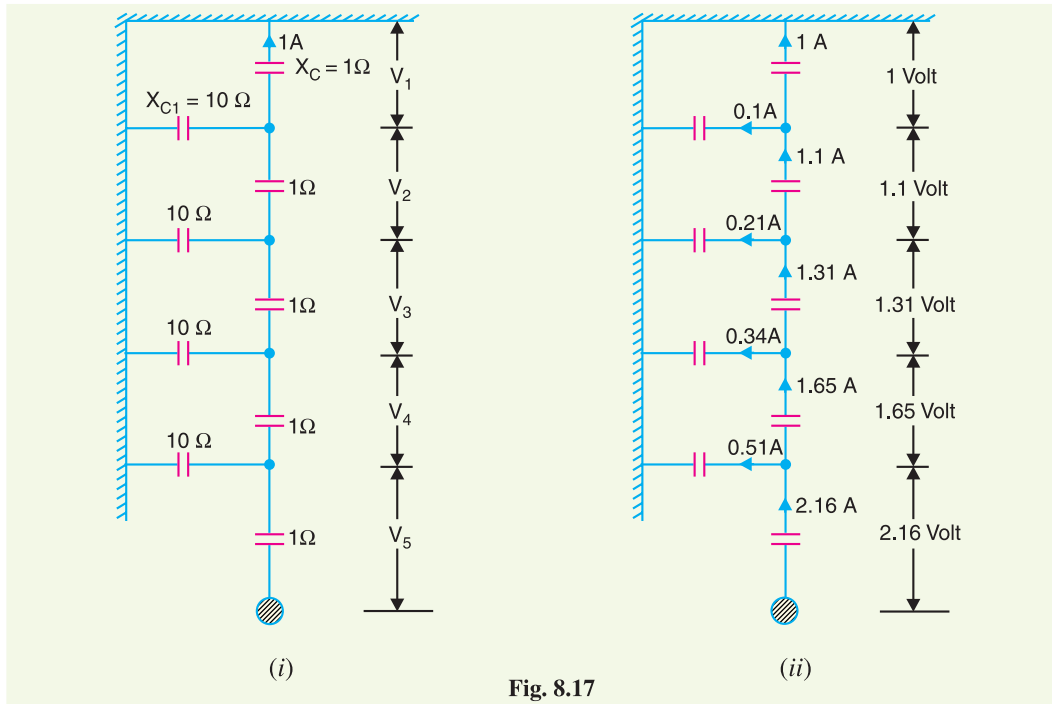 1A
X_C = 1Ω
V_1
X_C1 = 10 Ω
1Ω
V_2
10 Ω
1Ω
V_3
10 Ω
1Ω
V_4
10 Ω
1Ω
V_5
(i)
1 A
1 Volt
0.1A
1.1 A
1.1 Volt
0.21A
1.31 A
1.31 Volt
0.34A
1.65 A
1.65 Volt
0.51A
2.16 A
2.16 Volt
(ii)
Fig. 8.17